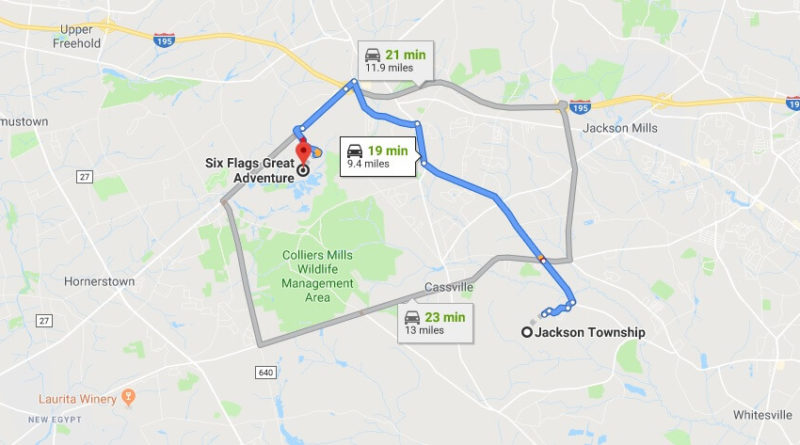 Upper
Freehold
195
21 min
11.9 miles
195
mustown
Jackson Mills
19 min
9.4 miles
Six Flags Great
Adventure
27
Colliers Mills
Wildlife
Management
Area
Hornerstown
Cassville
27
23 min
13 miles
Jackson Township
640
Laurita Winery
NEW EGYPT
Whitesville